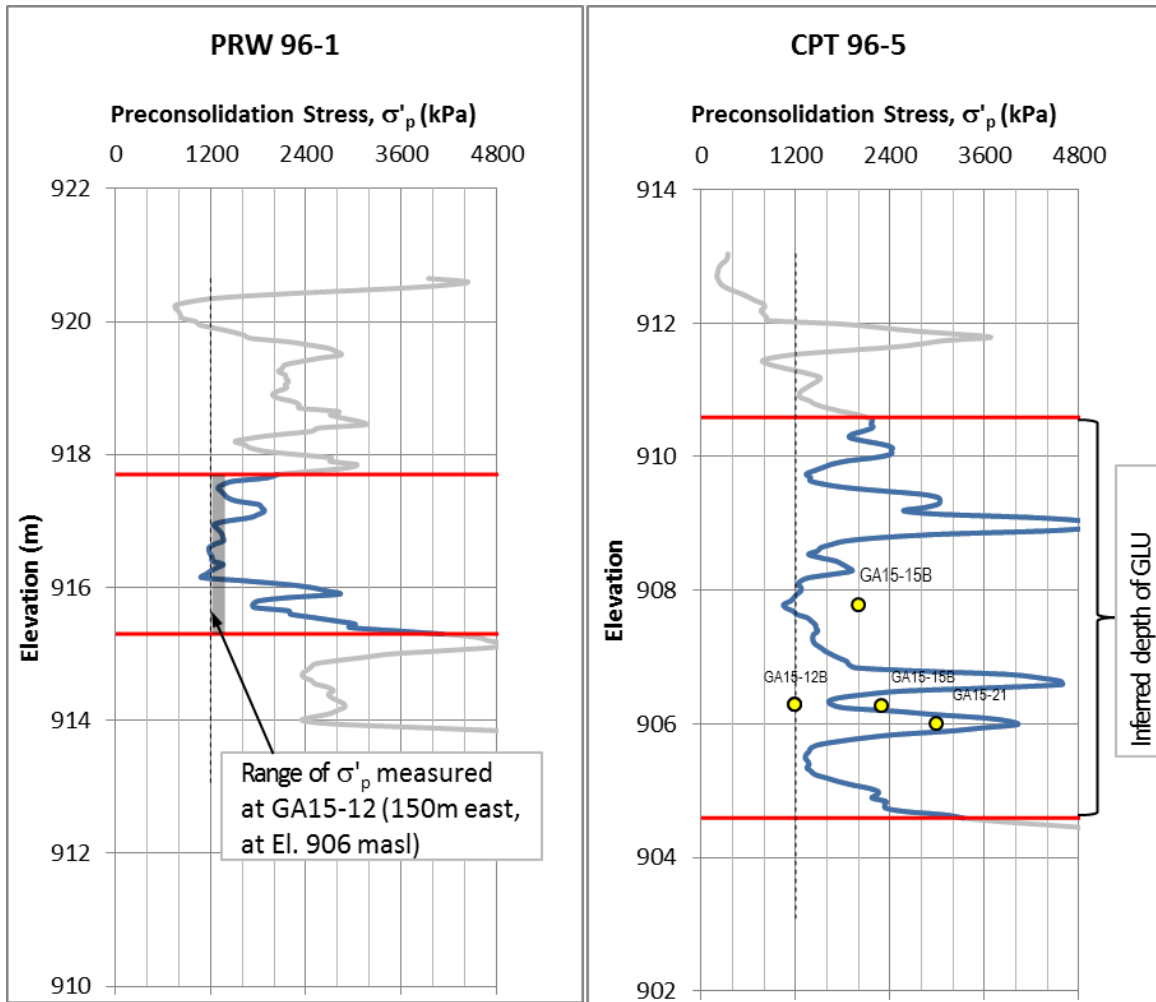 PRW 96-1
Preconsolidation Stress, σ'p (kPa)
0 1200 2400 3600 4800
922
920
918
916
914
912
910
Elevation (m)
Range of σ'p measured
at GA15-12 (150m east,
at El. 906 masl)
CPT 96-5
Preconsolidation Stress, σ'p (kPa)
0 1200 2400 3600 4800
914
912
910
908
906
904
902
Elevation
GA15-15B
GA15-12B
GA15-15B
GA15-21
Inferred depth of GLU